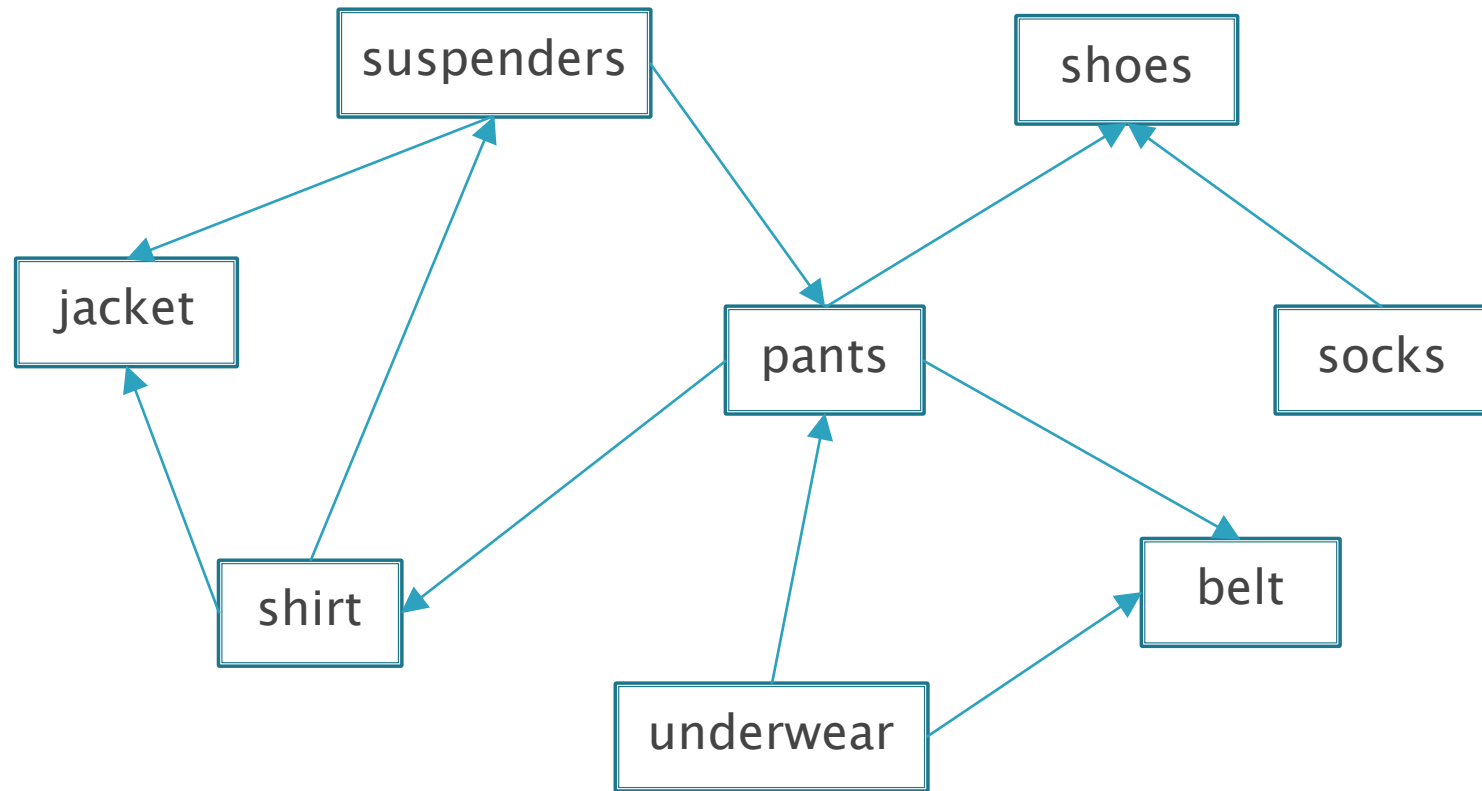 suspenders
shoes
jacket
pants
socks
shirt
belt
underwear